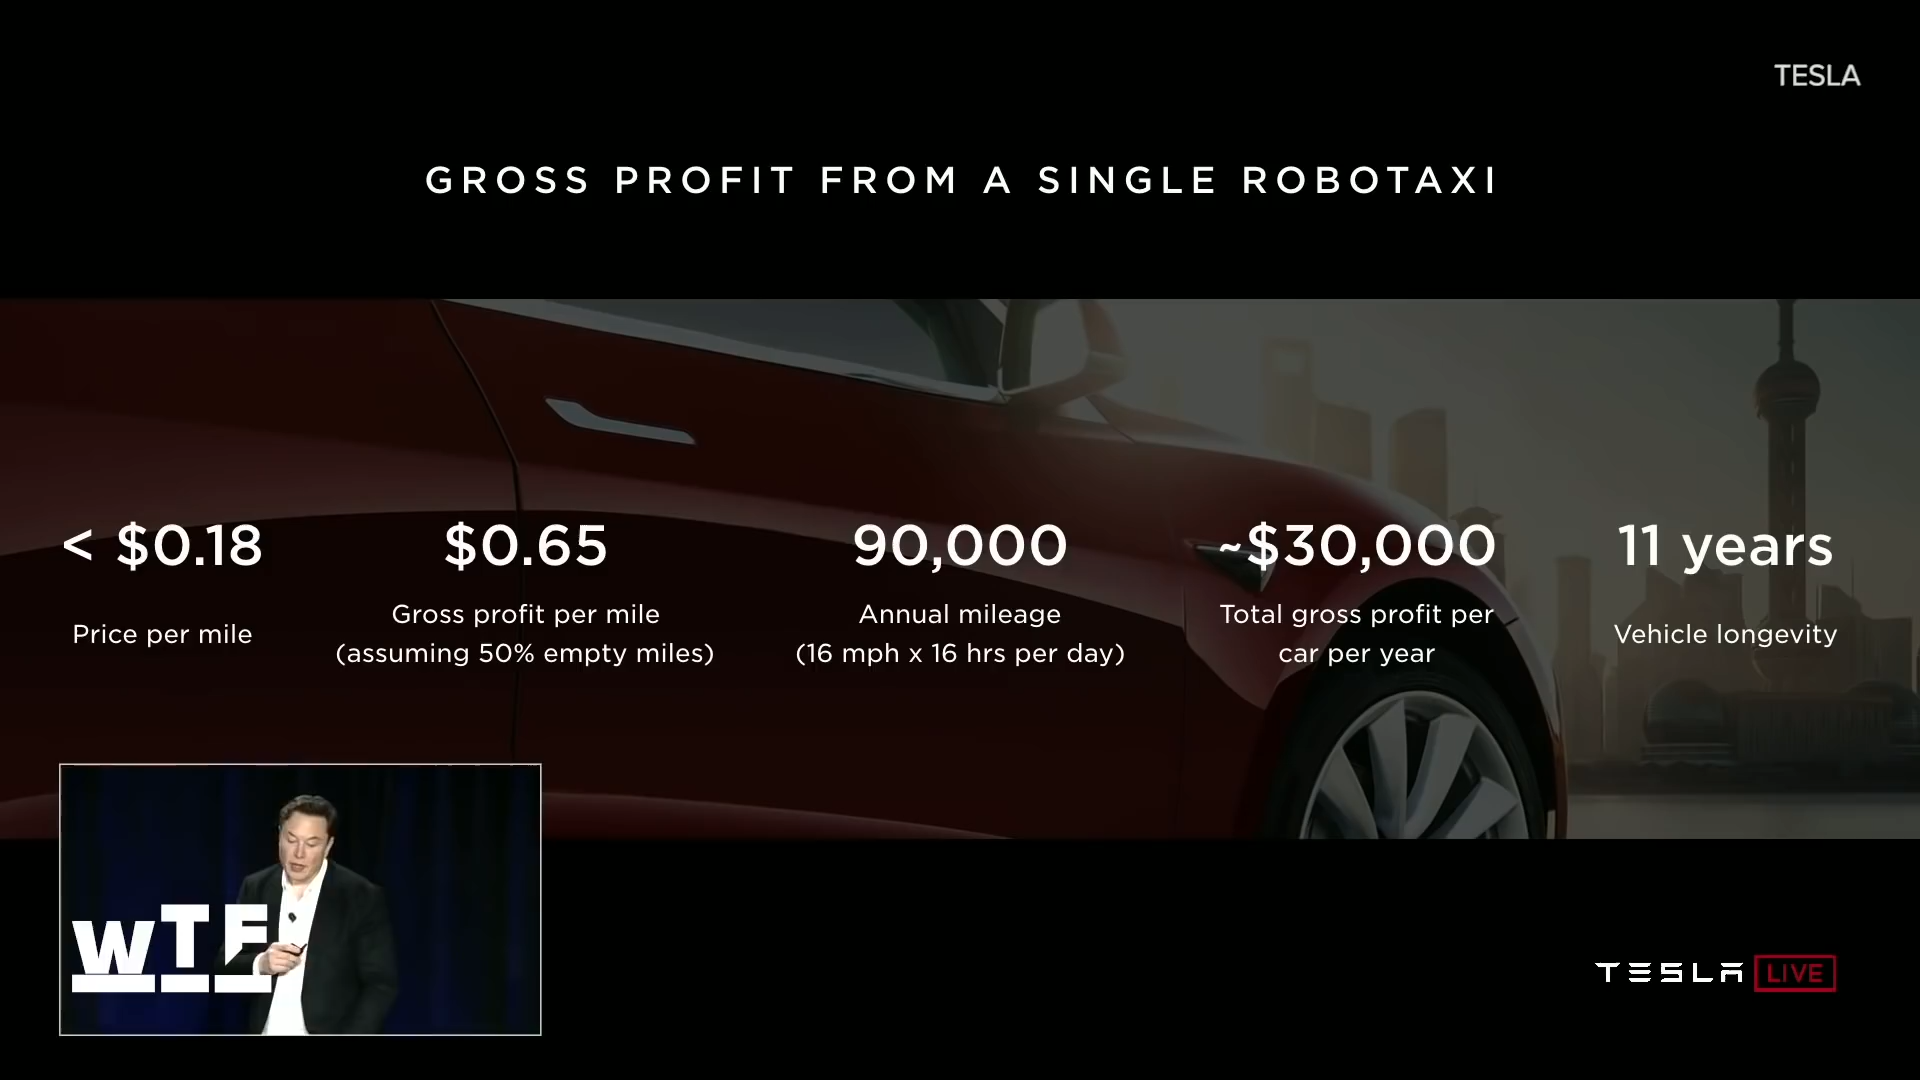 TESLA
GROSS PROFIT FROM A SINGLE ROBOTAXI
< $0.18
Price per mile
$0.65
Gross profit per mile
(assuming 50% empty miles)
90,000
Annual mileage
(16 mph x 16 hrs per day)
~$30,000
Total gross profit per
car per year
11 years
Vehicle longevity
WTF
TESLA LIVE